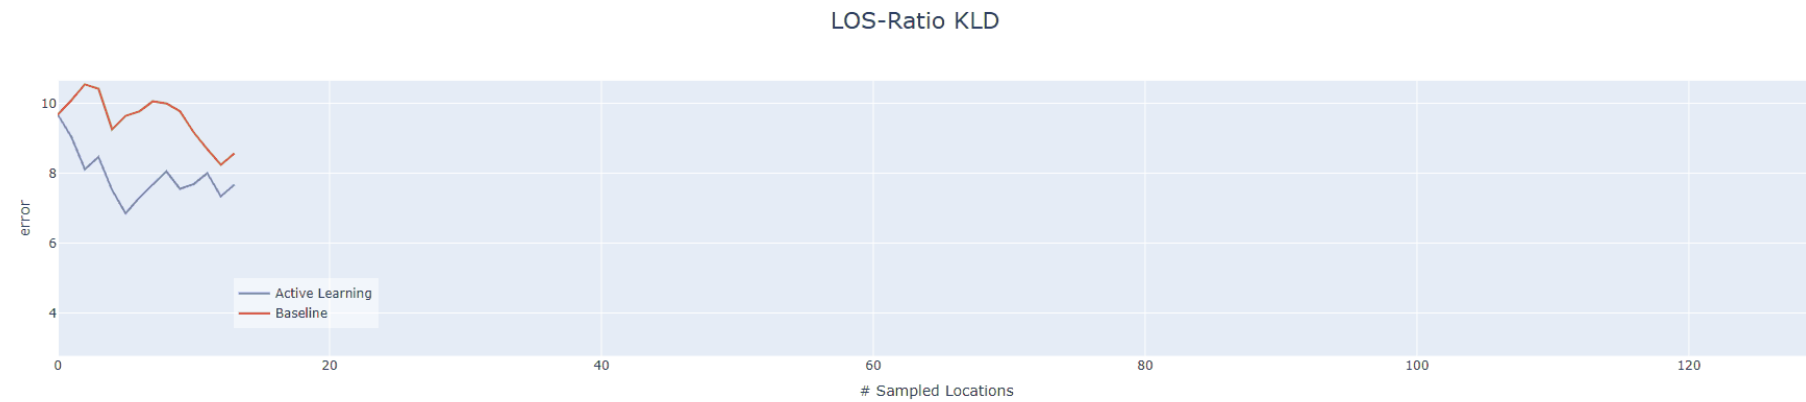 LOS-Ratio KLD
10
8
6
4
error
Active Learning
Baseline
0 20 40 60 80 100 120
# Sampled Locations